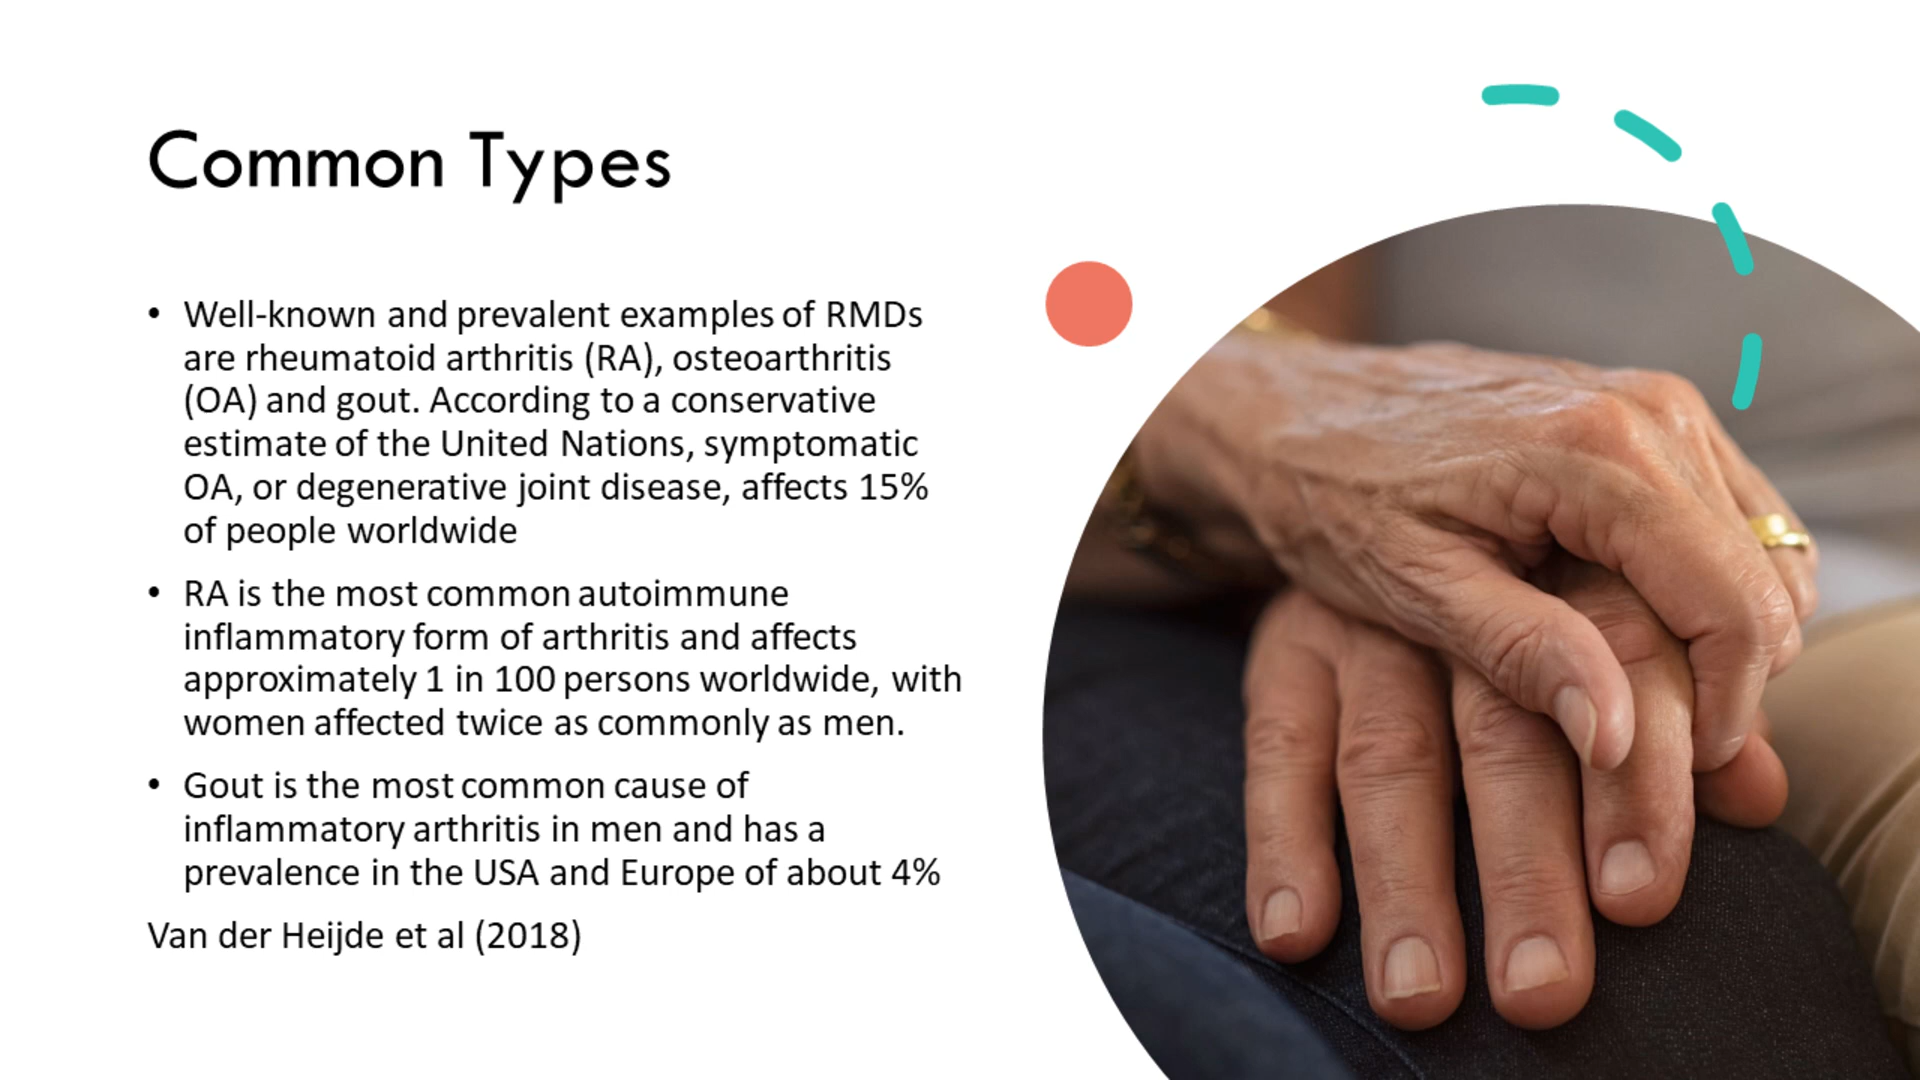 Common Types
• Well-known and prevalent examples of RMDs
are rheumatoid arthritis (RA), osteoarthritis
(OA) and gout. According to a conservative
estimate of the United Nations, symptomatic
OA, or degenerative joint disease, affects 15%
of people worldwide
• RA is the most common autoimmune
inflammatory form of arthritis and affects
approximately 1 in 100 persons worldwide, with
women affected twice as commonly as men.
• Gout is the most common cause of
inflammatory arthritis in men and has a
prevalence in the USA and Europe of about 4%
Van der Heijde et al (2018)